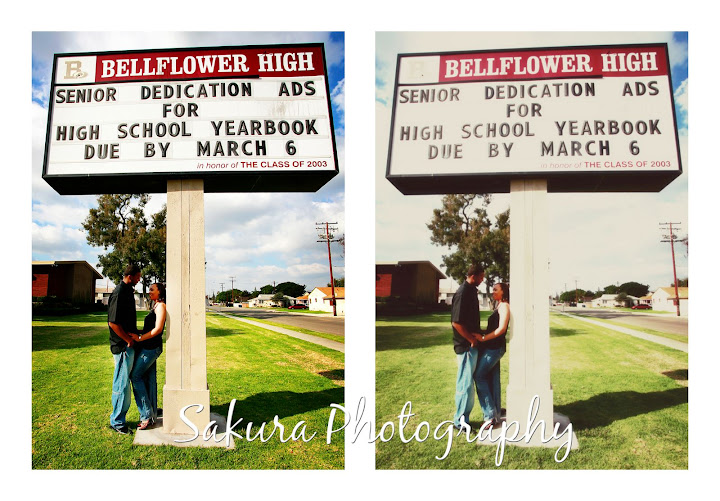 B
BELLFLOWER HIGH
SENIOR DEDICATION ADS
FOR
HIGH SCHOOL YEARBOOK
DUE BY MARCH 6
in honor of THE CLASS OF 2003
B
BELLFLOWER HIGH
SENIOR DEDICATION ADS
FOR
HIGH SCHOOL YEARBOOK
DUE BY MARCH 6
in honor of THE CLASS OF 2003
Sakura Photography